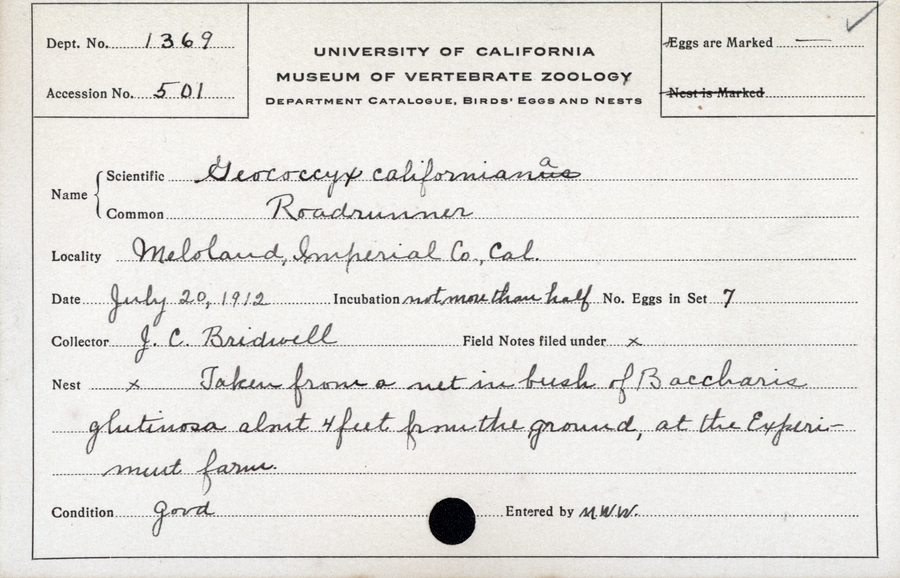 Dept. No. 1369
Accession No. 501
UNIVERSITY OF CALIFORNIA
MUSEUM OF VERTEBRATE ZOOLOGY
DEPARTMENT CATALOGUE, BIRDS' EGGS AND NESTS
Eggs are Marked —
Nest is Marked
Name { Scientific Geococcyx californianus a
Common Roadrunner
Locality Meloland, Imperial Co., Cal.
Date July 20, 1912 Incubation not more than half No. Eggs in Set 7
Collector J. C. Bridwell Field Notes filed under x
Nest x Taken from a net in bush of Baccharis
glutinosa about 4 feet from the ground, at the Experi-
ment farm.
Condition good Entered by M.W.W.